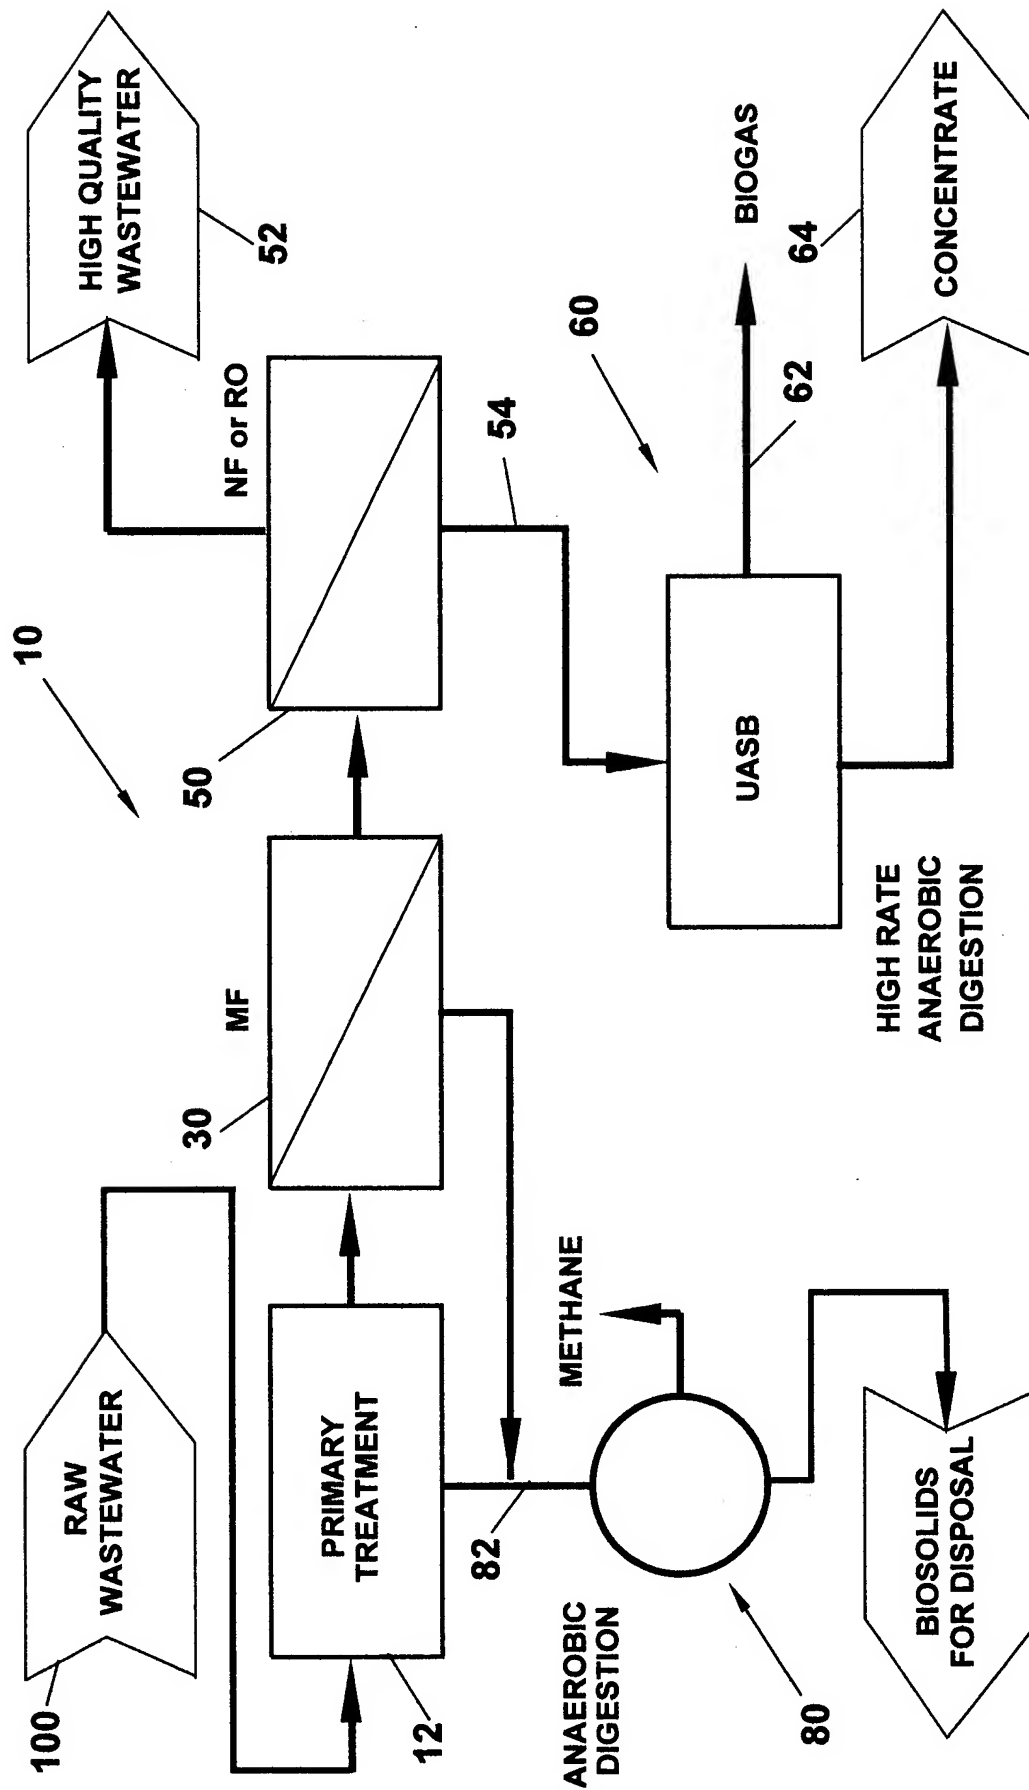 100
RAW
WASTEWATER
10
HIGH QUALITY
WASTEWATER
52
12
PRIMARY
TREATMENT
30
MF
50
NF or RO
82
54
ANAEROBIC
DIGESTION
METHANE
60
80
UASB
62
BIOGAS
HIGH RATE
ANAEROBIC
DIGESTION
64
BIOSOLIDS
FOR DISPOSAL
CONCENTRATE